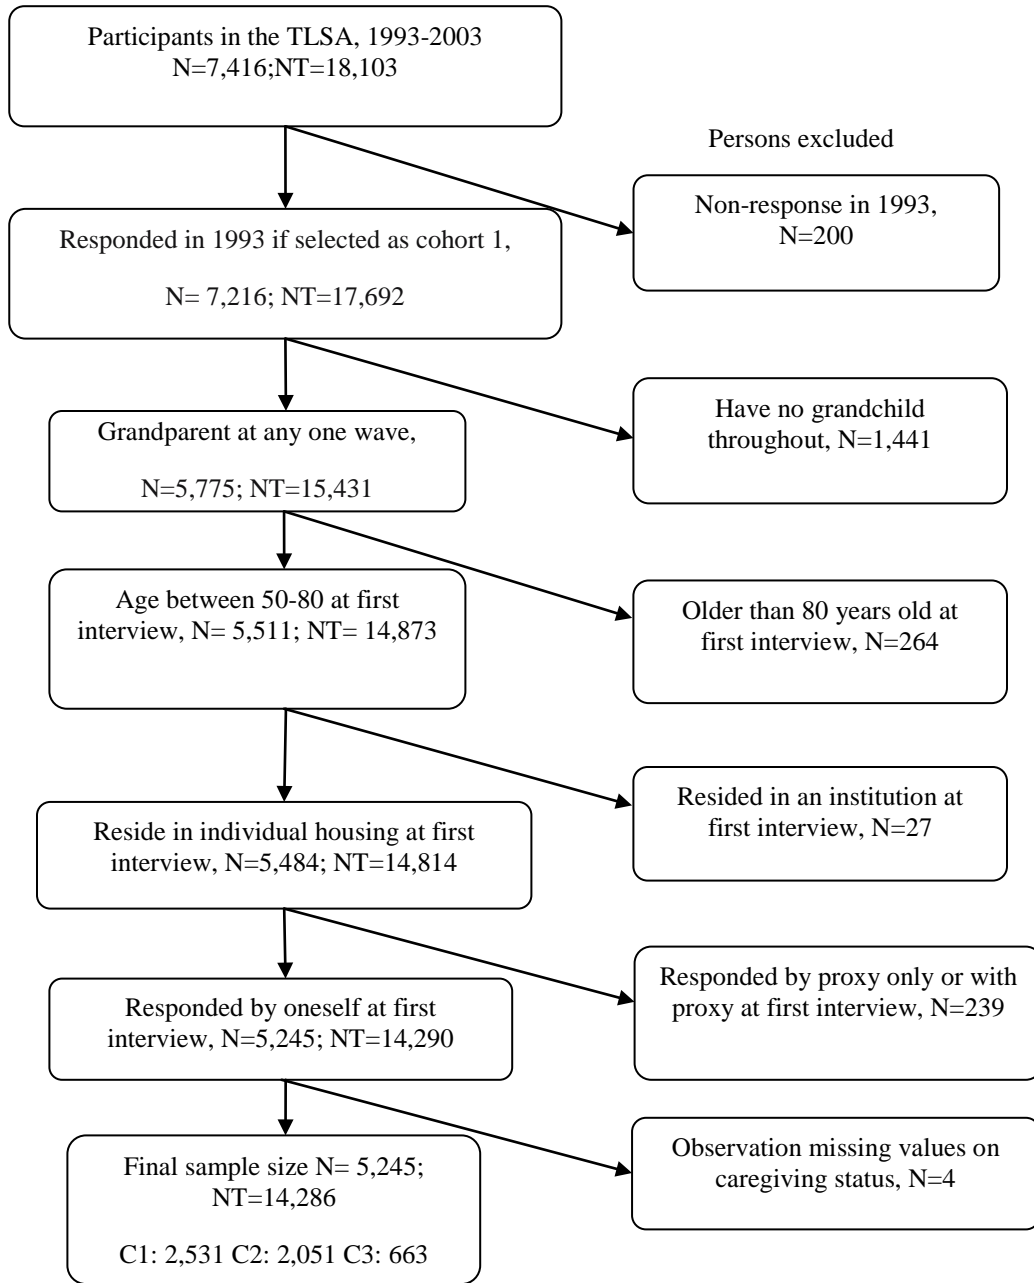 Participants in the TLSA, 1993-2003
N=7,416;NT=18,103
Persons excluded
Non-response in 1993,
N=200
Responded in 1993 if selected as cohort 1,
N= 7,216; NT=17,692
Have no grandchild
throughout, N=1,441
Grandparent at any one wave,
N=5,775; NT=15,431
Age between 50-80 at first
interview, N= 5,511; NT= 14,873
Older than 80 years old at
first interview, N=264
Resided in an institution at
first interview, N=27
Reside in individual housing at first
interview, N=5,484; NT=14,814
Responded by proxy only or with
proxy at first interview, N=239
Responded by oneself at first
interview, N=5,245; NT=14,290
Observation missing values on
caregiving status, N=4
Final sample size N= 5,245;
NT=14,286
C1: 2,531 C2: 2,051 C3: 663